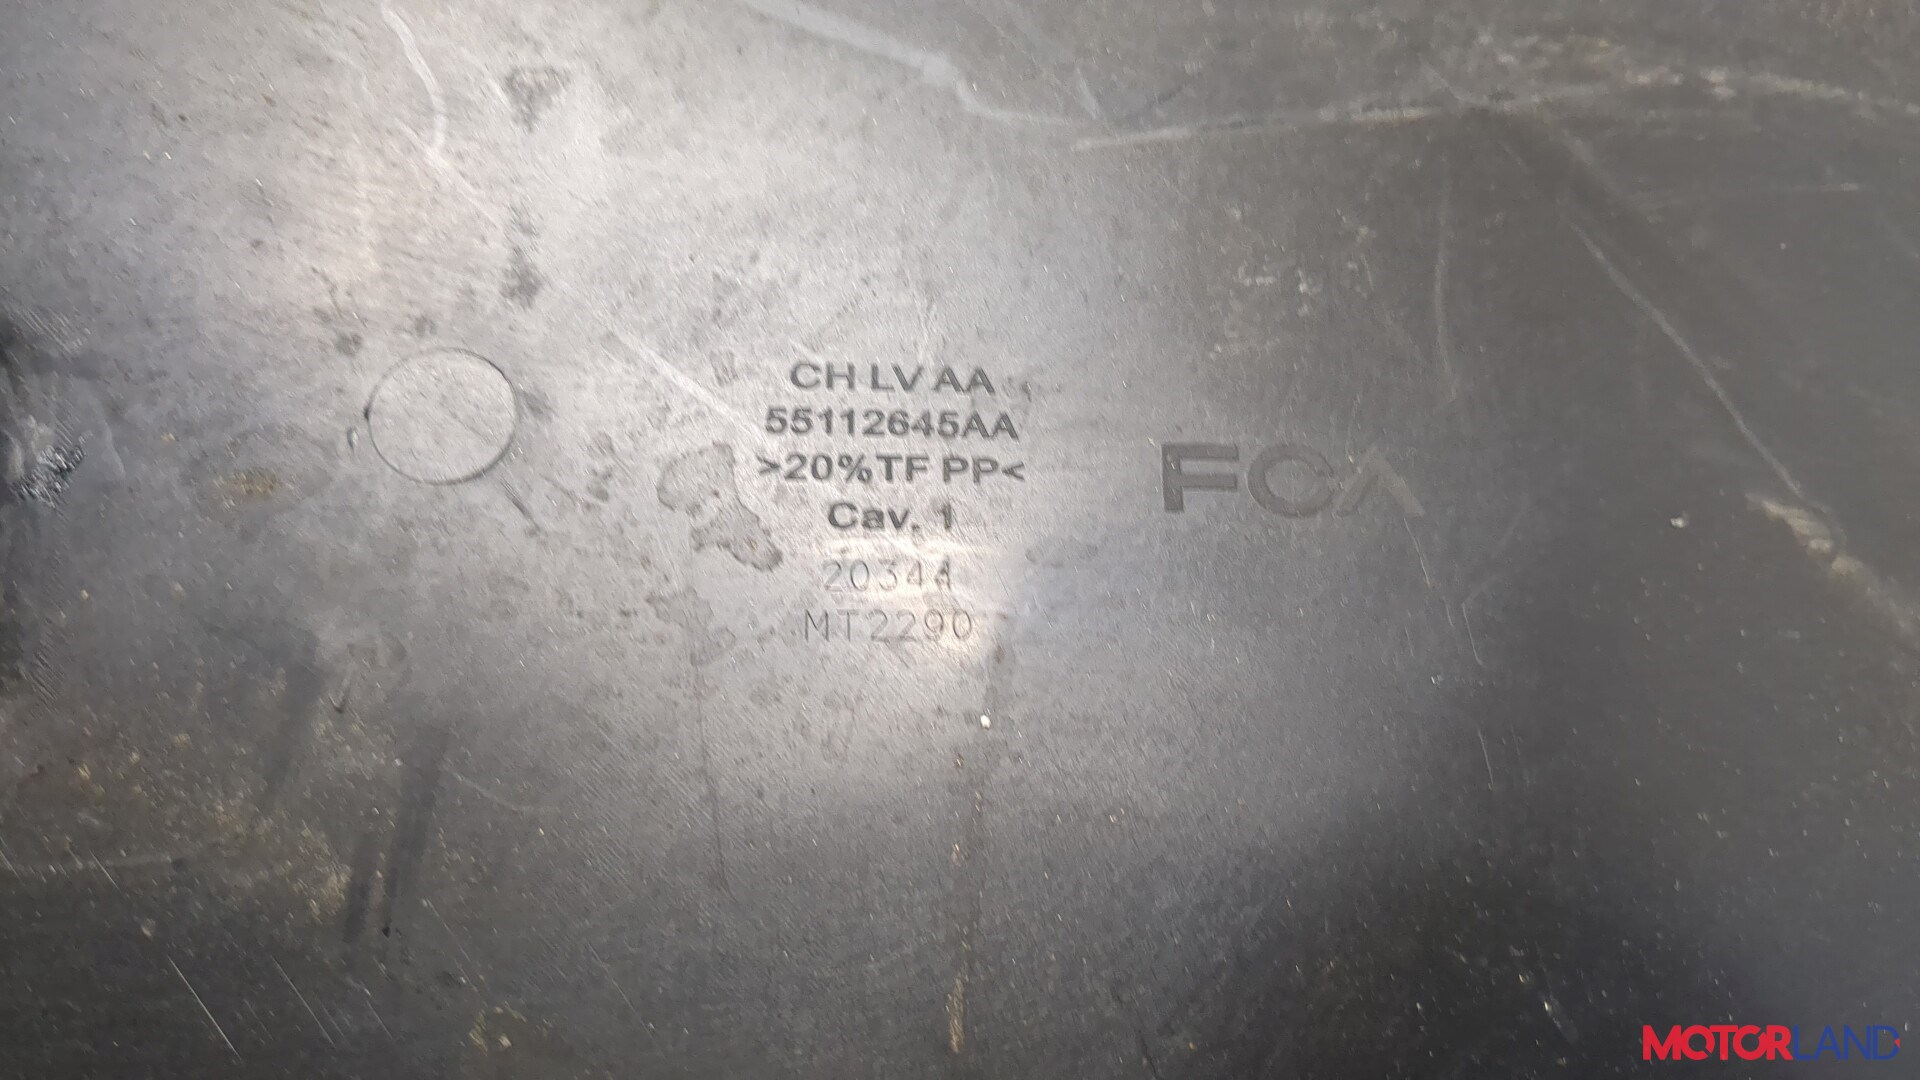 CH LV AA
55112645AA
>20%TF PP<
Cav. 1
20344
MT2290
FCA
MOTORLAND